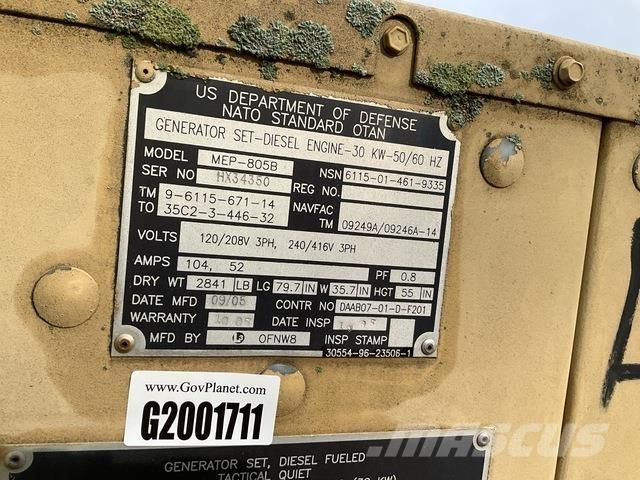 US DEPARTMENT OF DEFENSE
NATO STANDARD OTAN
GENERATOR SET-DIESEL ENGINE-30 KW-50/60 HZ
MODEL MEP-805B NSN 6115-01-461-9335
SER NO HX34350 REG NO.
TM 9-6115-671-14 NAVFAC
TO 35C2-3-446-32 TM 09249A/09246A-14
VOLTS 120/208V 3PH, 240/416V 3PH
AMPS 104, 52 PF 0.8
DRY WT 2841 LB LG 79.7 IN W 35.7 IN HGT 55 IN
DATE MFD 09/05 CONTR NO DAAB07-01-D-F201
WARRANTY DATE INSP
MFD BY OFNW8 INSP STAMP
30554-96-23506-1
www.GovPlanet.com
G2001711
MASCUS
GENERATOR SET, DIESEL FUELED
TACTICAL QUIET